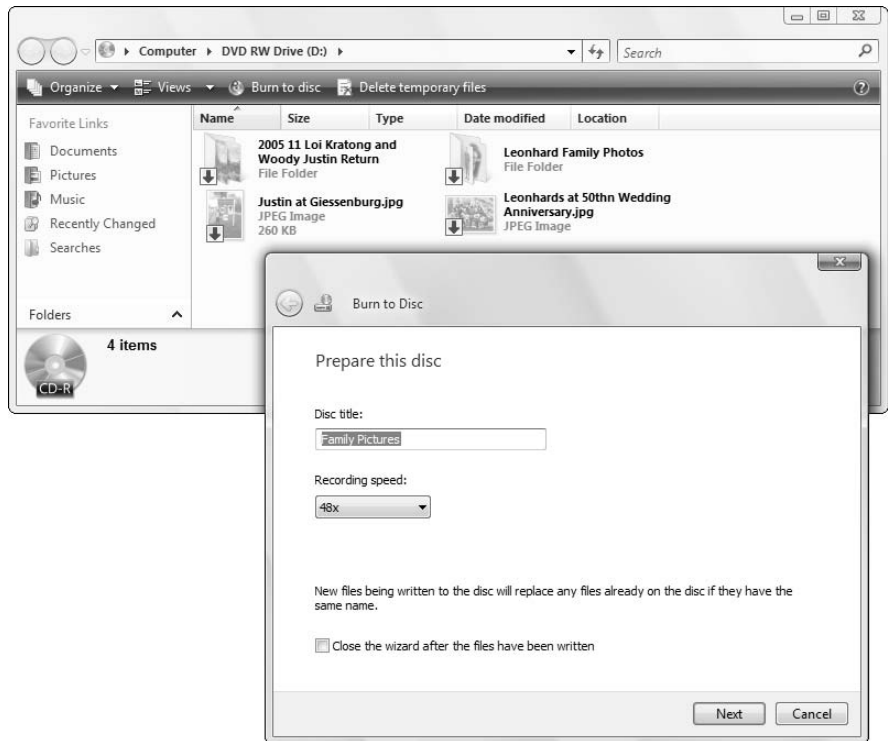 Computer DVD RW Drive (D:)
Search
Organize Views Burn to disc Delete temporary files
Favorite Links
Documents
Pictures
Music
Recently Changed
Searches
Folders
Name Size Type Date modified Location
2005 11 Loi Kratong and
Woody Justin Return
File Folder
Leonhard Family Photos
File Folder
Justin at Giessenburg.jpg
JPEG Image
260 KB
Leonhards at 50thn Wedding
Anniversary.jpg
JPEG Image
4 items
CD-R
Burn to Disc
Prepare this disc
Disc title:
Family Pictures
Recording speed:
48x
New files being written to the disc will replace any files already on the disc if they have the
same name.
Close the wizard after the files have been written
Next Cancel